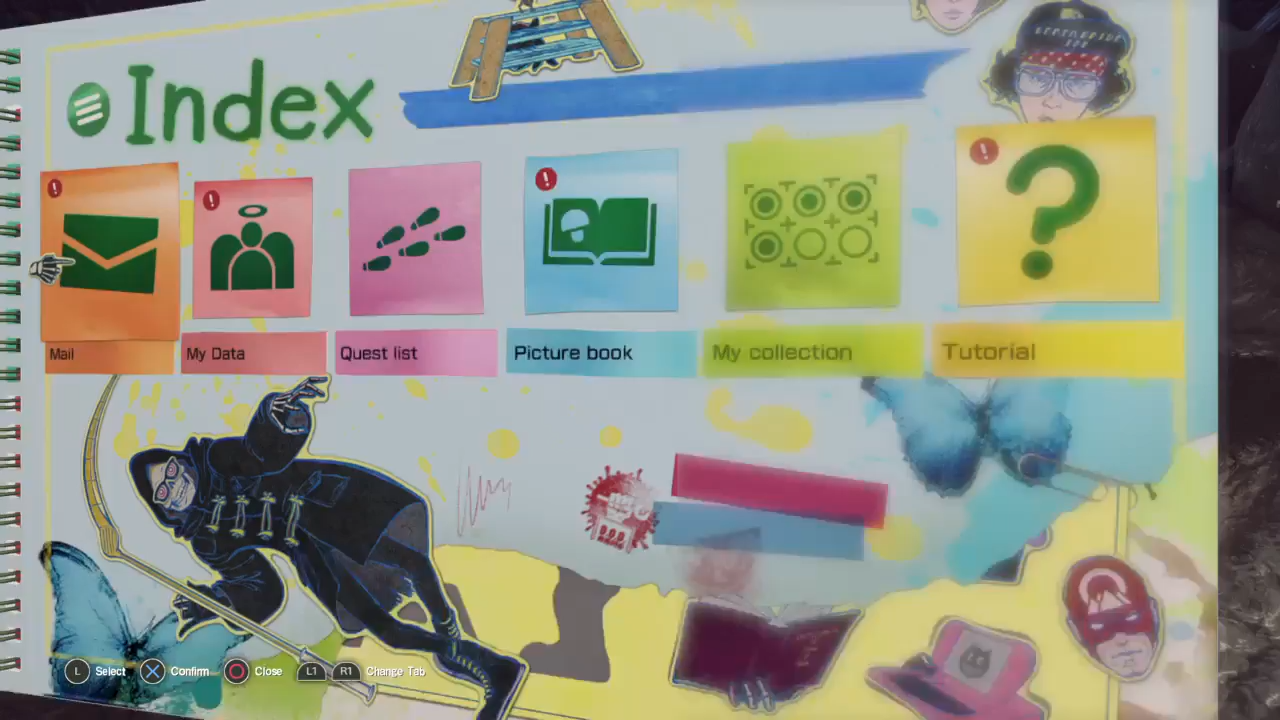 Index
Mail
My Data
Quest list
Picture book
My collection
Tutorial
L Select
Confirm
Close
L1 R1 Change Tab